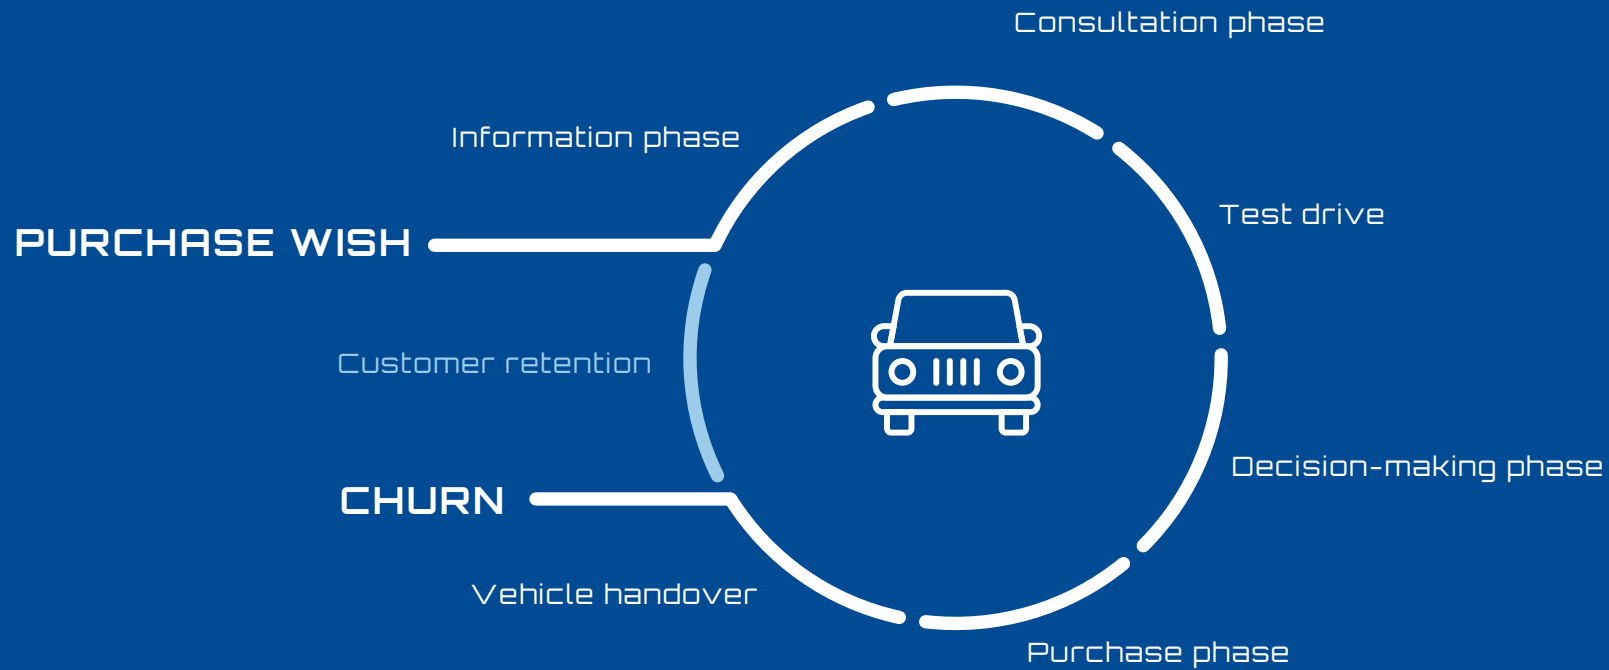 Consultation phase
Information phase
Test drive
PURCHASE WISH
Customer retention
Decision-making phase
CHURN
Vehicle handover
Purchase phase